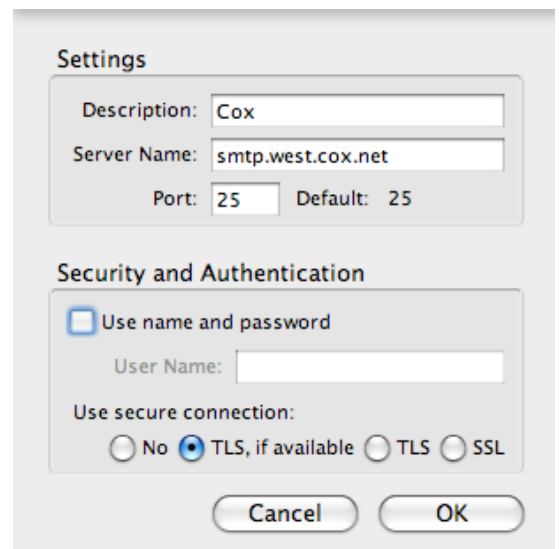 Settings
Description: Cox
Server Name: smtp.west.cox.net
Port: 25 Default: 25
Security and Authentication
Use name and password
User Name:
Use secure connection:
No TLS, if available TLS SSL
Cancel OK